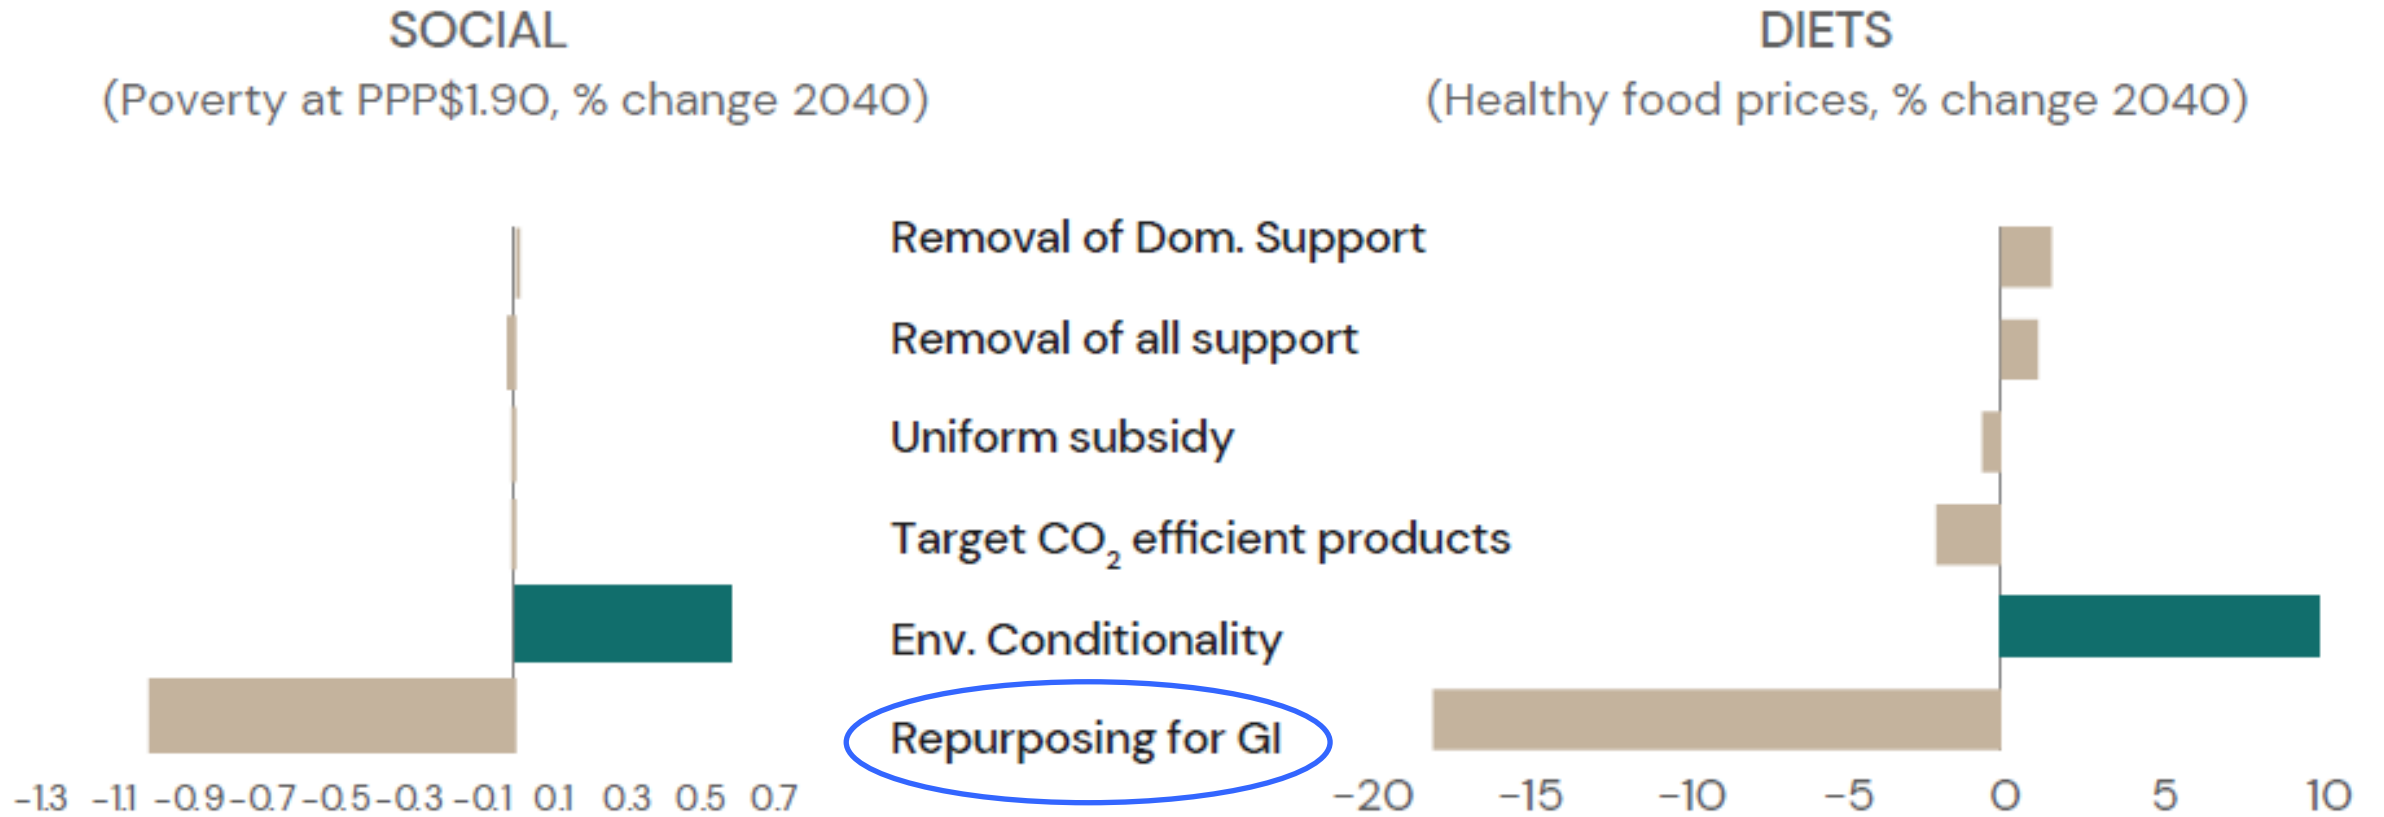 SOCIAL
(Poverty at PPP$1.90, % change 2040)
DIETS
(Healthy food prices, % change 2040)
Removal of Dom. Support
Removal of all support
Uniform subsidy
Target CO₂ efficient products
Env. Conditionality
Repurposing for GI
-1.3 -1.1 -0.9 -0.7 -0.5 -0.3 -0.1 0.1 0.3 0.5 0.7
-20 -15 -10 -5 0 5 10